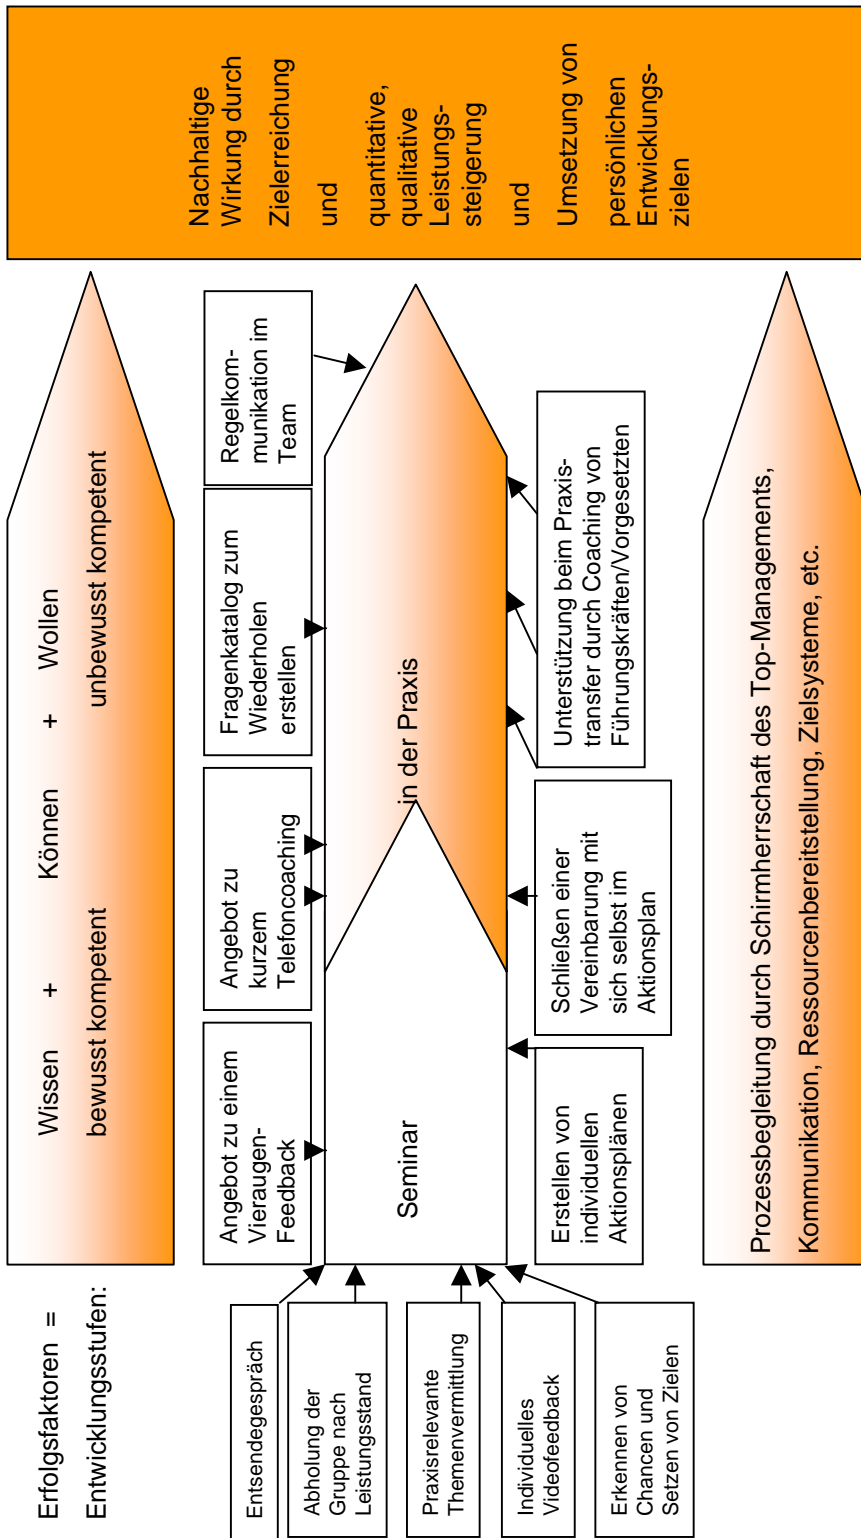 Erfolgsfaktoren =
Wissen + Können + Wollen
Entwicklungsstufen:
bewusst kompetent unbewusst kompetent
Entsendegespräch
Abholung der
Gruppe nach
Leistungsstand
Praxisrelevante
Themenvermittlung
Individuelles
Videofeedback
Erkennen von
Chancen und
Setzen von Zielen
Angebot zu einem
Vieraugen-
Feedback
Angebot zu
kurzem
Telefoncoaching
Fragenkatalog zum
Wiederholen
erstellen
Regelkom-
munikation im
Team
Seminar
in der Praxis
Erstellen von
individuellen
Aktionsplänen
Schließen einer
Vereinbarung mit
sich selbst im
Aktionsplan
Unterstützung beim Praxis-
transfer durch Coaching von
Führungskräften/Vorgesetzten
Prozessbegleitung durch Schirmherrschaft des Top-Managements,
Kommunikation, Ressourcenbereitstellung, Zielsysteme, etc.
Nachhaltige
Wirkung durch
Zielerreichung
und
quantitative,
qualitative
Leistungs-
steigerung
und
Umsetzung von
persönlichen
Entwicklungs-
zielen